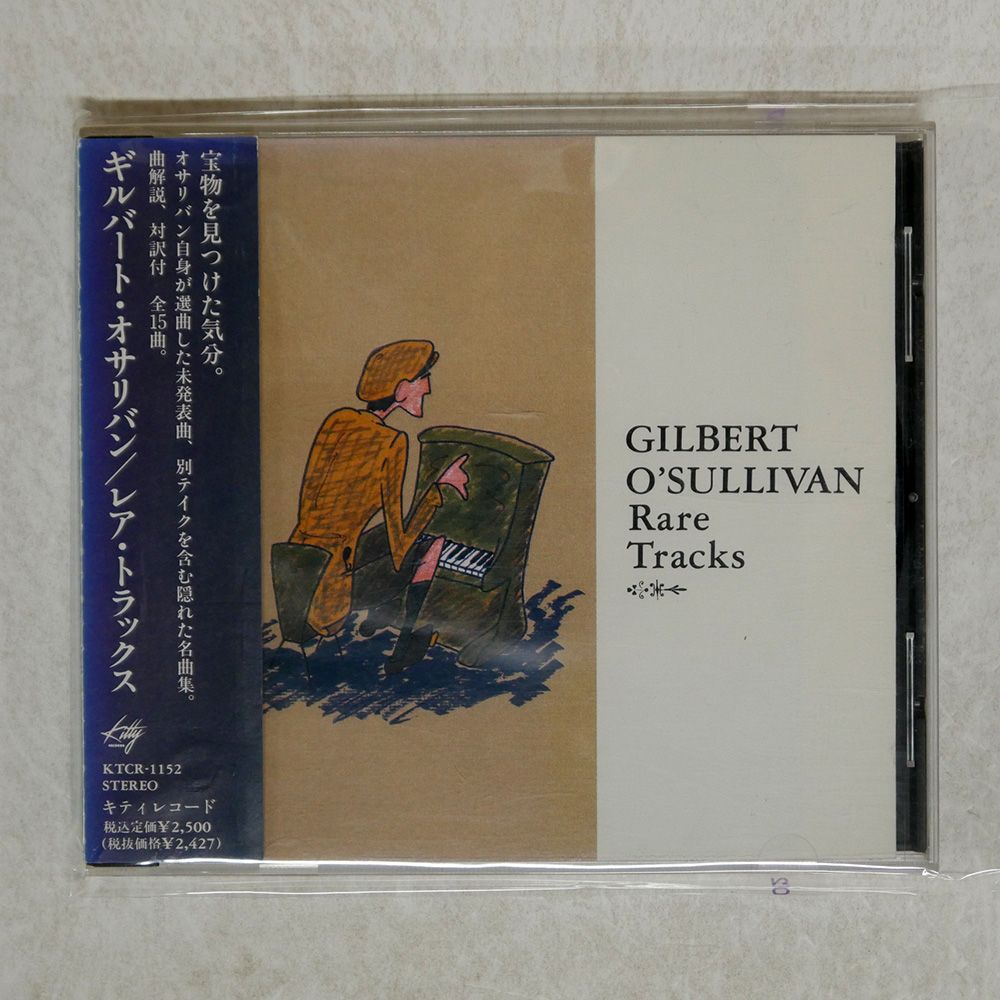 宝物を見つけた気分。
オサリバン自身が選曲した未発表曲、別テイクを含む隠れた名曲集。
曲解説、対訳付 全15曲。
ギルバート・オサリバン/レア・トラックス
Kitty
RECORDS
KTCR-1152
STEREO
キティレコード
税込定価¥2,500
(税抜価格¥2,427)
GILBERT
O'SULLIVAN
Rare
Tracks